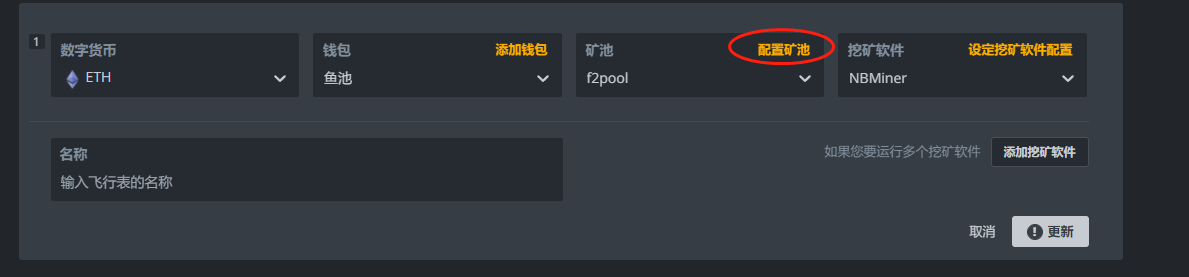 1
数字货币
ETH
钱包 添加钱包
鱼池
矿池 配置矿池
f2pool
挖矿软件 设定挖矿软件配置
NBMiner
名称
输入飞行表的名称
如果您要运行多个挖矿软件 添加挖矿软件
取消 更新